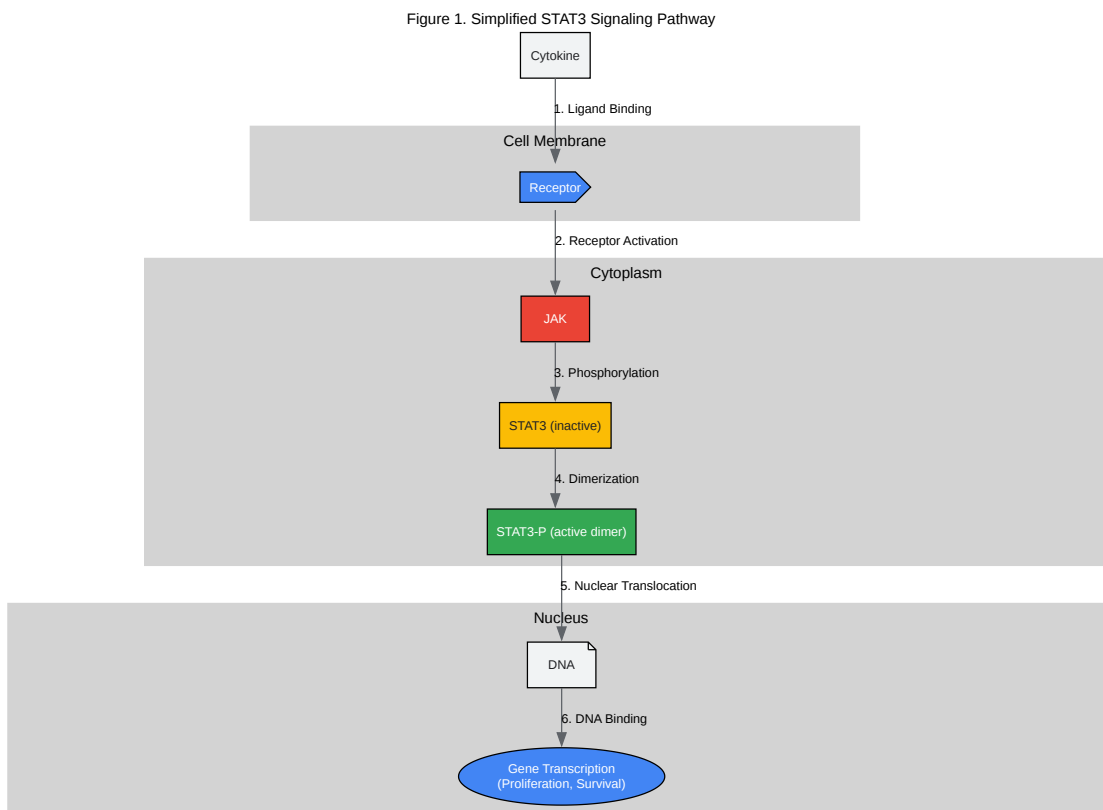 Figure 1. Simplified STAT3 Signaling Pathway
Cytokine
1. Ligand Binding
Cell Membrane
Receptor
2. Receptor Activation
Cytoplasm
JAK
3. Phosphorylation
STAT3 (inactive)
4. Dimerization
STAT3-P (active dimer)
5. Nuclear Translocation
Nucleus
DNA
6. DNA Binding
Gene Transcription
(Proliferation, Survival)